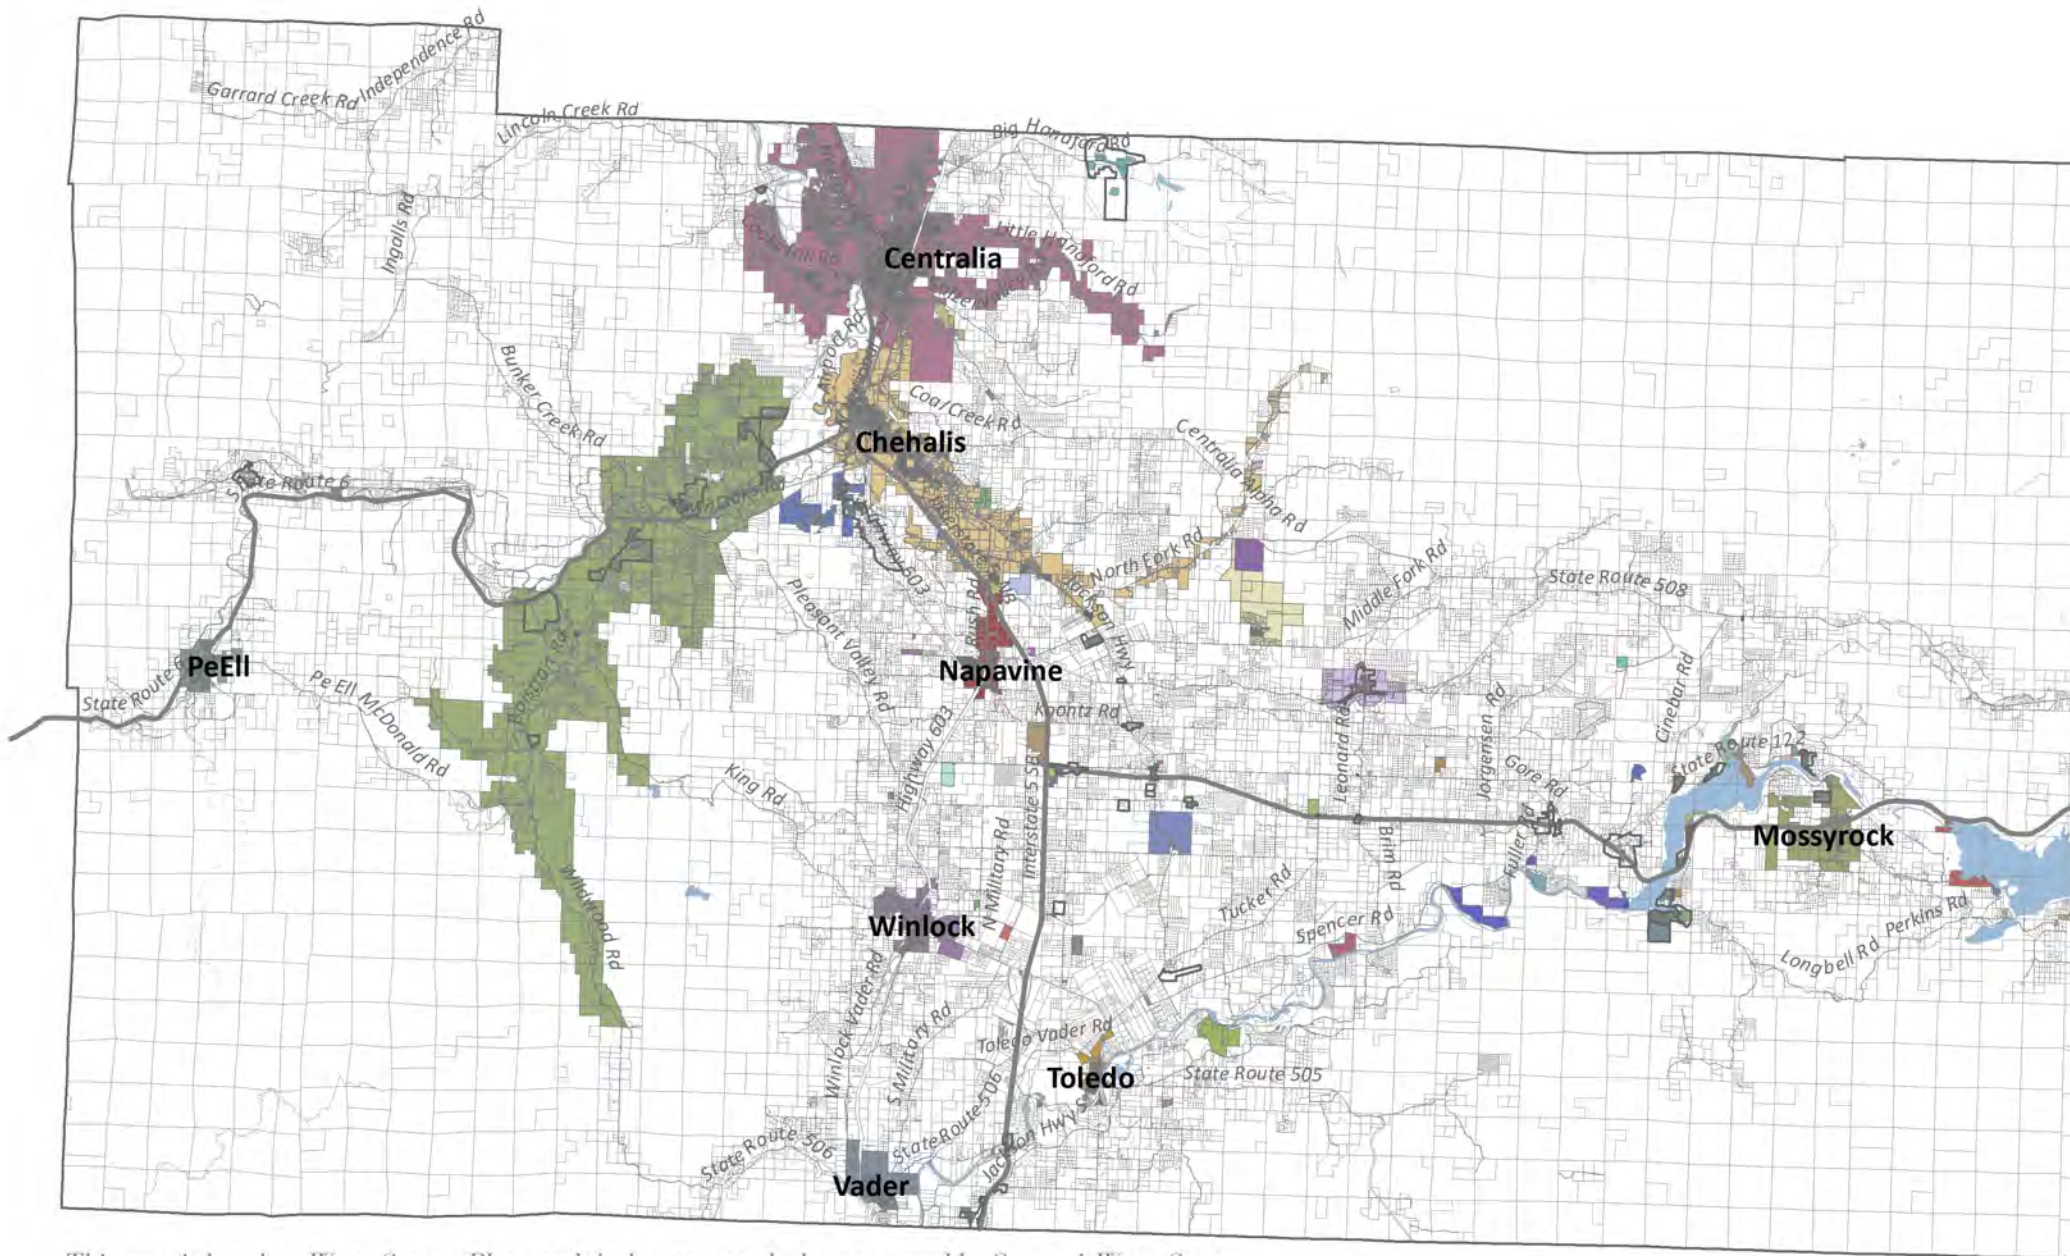 Independence Rd
Garrard Creek Rd
Lincoln Creek Rd
Big Hanaford Rd
Ingalls Rd
Little Hanaford Rd
Centralia
Airport Rd
Bunker Creek Rd
Coal Creek Rd
Chehalis
Centralia Alpha Rd
State Route 6
Highway 603
North Fork Rd
Middle Fork Rd
State Route 508
Jackson Hwy
Rush Rd
Pleasant Valley Rd
PeEll
Napavine
State Route 6
Pe Ell McDonald Rd
Boistfort Rd
Koontz Rd
Highway 603
Leonard Rd
Jorgensen Rd
Cinebar Rd
State Route 122
King Rd
Gore Rd
Interstate 5 SB
N Military Rd
Brim Rd
Fuller Rd
Mossyrock
Wildwood Rd
Tucker Rd
Winlock
Spencer Rd
Perkins Rd
Longbell Rd
Winlock Vader Rd
S Military Rd
Toledo Vader Rd
Toledo
State Route 505
State Route 506
State Route 506
Jackson Hwy S
Vader